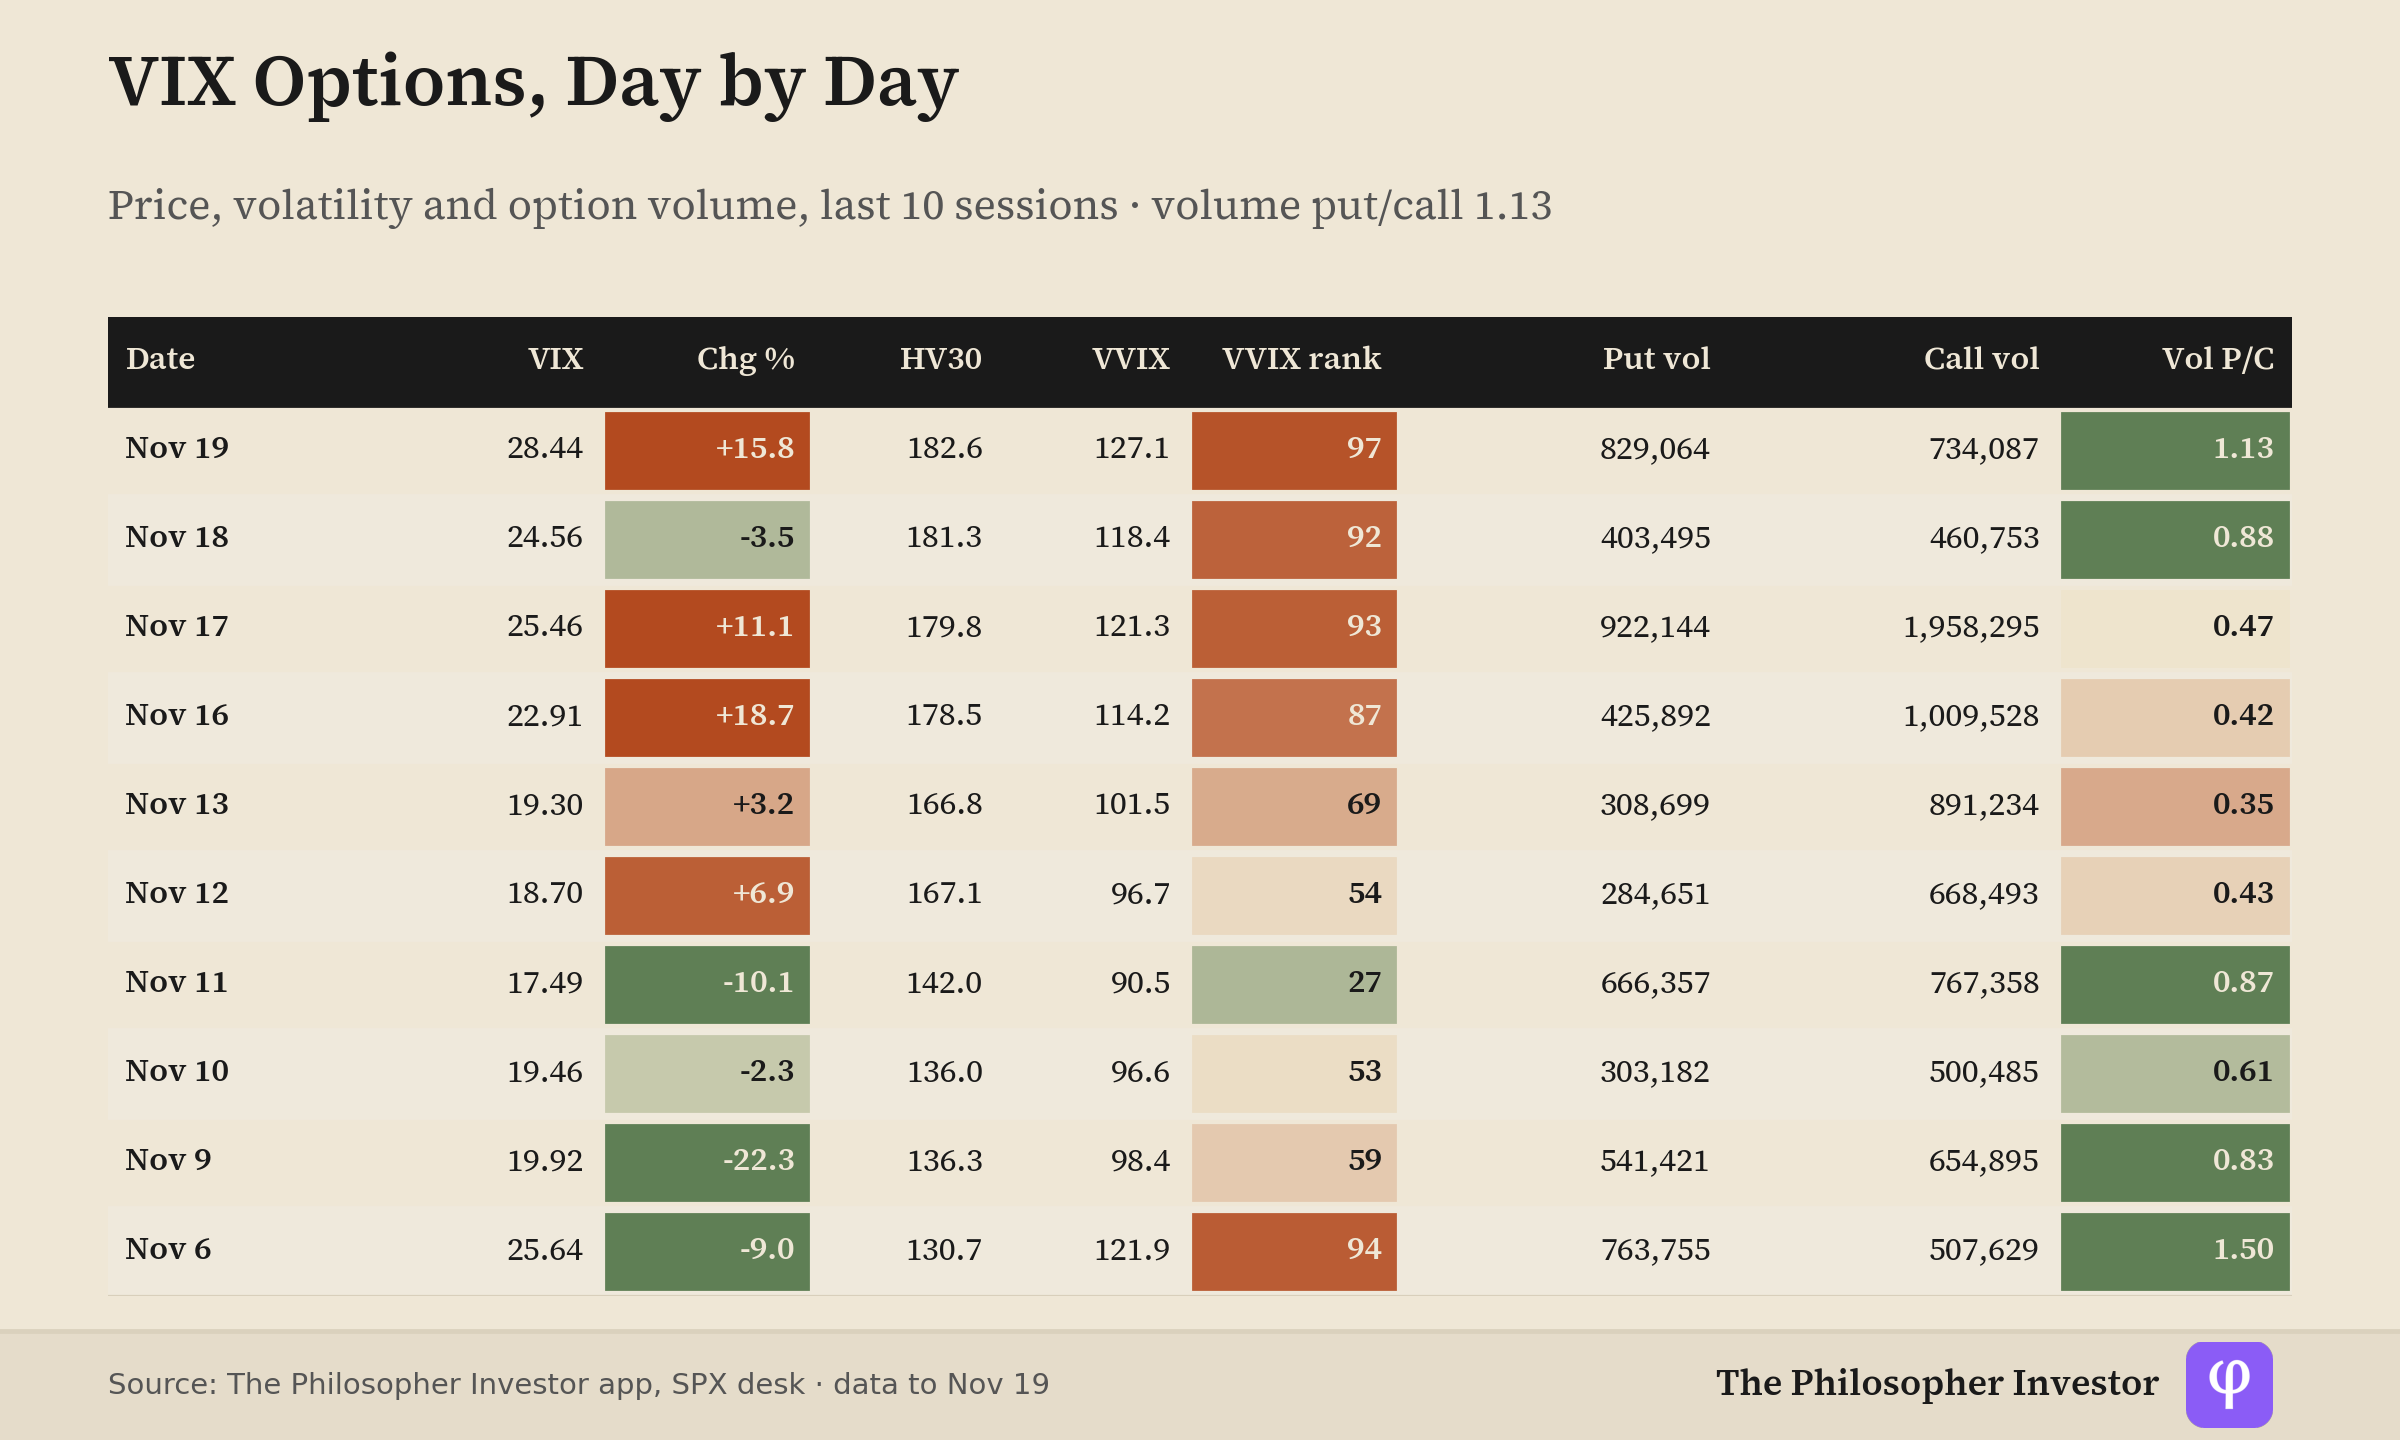 VIX Options, Day by Day
Price, volatility and option volume, last 10 sessions · volume put/call 1.13
Date VIX Chg % HV30 VVIX VVIX rank Put vol Call vol Vol P/C
Nov 19 28.44 +15.8 182.6 127.1 97 829,064 734,087 1.13
Nov 18 24.56 -3.5 181.3 118.4 92 403,495 460,753 0.88
Nov 17 25.46 +11.1 179.8 121.3 93 922,144 1,958,295 0.47
Nov 16 22.91 +18.7 178.5 114.2 87 425,892 1,009,528 0.42
Nov 13 19.30 +3.2 166.8 101.5 69 308,699 891,234 0.35
Nov 12 18.70 +6.9 167.1 96.7 54 284,651 668,493 0.43
Nov 11 17.49 -10.1 142.0 90.5 27 666,357 767,358 0.87
Nov 10 19.46 -2.3 136.0 96.6 53 303,182 500,485 0.61
Nov 9 19.92 -22.3 136.3 98.4 59 541,421 654,895 0.83
Nov 6 25.64 -9.0 130.7 121.9 94 763,755 507,629 1.50
Source: The Philosopher Investor app, SPX desk · data to Nov 19
The Philosopher Investor φ